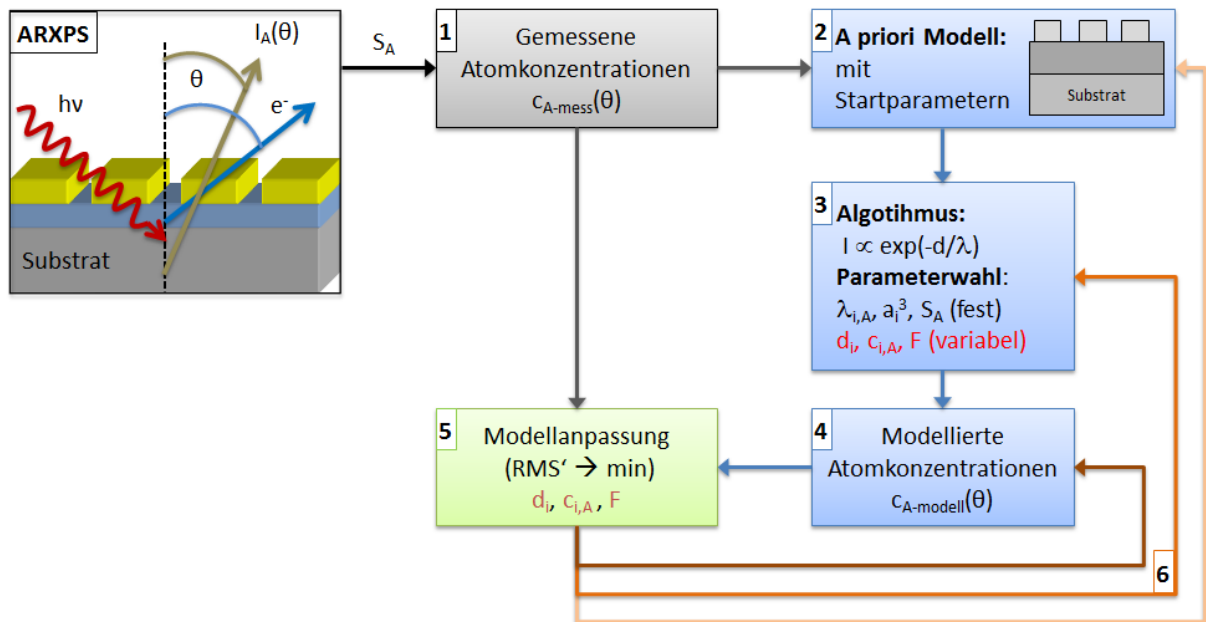 ARXPS
I_A(θ)
θ
hν
e⁻
Substrat
S_A
1
Gemessene
Atomkonzentrationen
c_A-mess(θ)
2
A priori Modell:
mit
Startparametern
Substrat
3
Algotihmus:
I ∝ exp(-d/λ)
Parameterwahl:
λ_i,A, a_i³, S_A (fest)
d_i, c_i,A, F (variabel)
4
Modellierte
Atomkonzentrationen
c_A-modell(θ)
5
Modellanpassung
(RMS‘ → min)
d_i, c_i,A, F
6